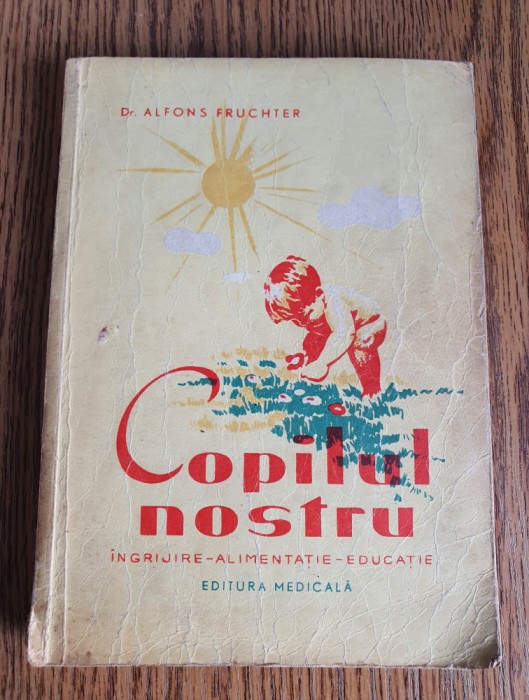 Dr. ALFONS FRUCHTER
Copilul
nostru
ÎNGRIJIRE-ALIMENTAȚIE-EDUCAȚIE
EDITURA MEDICALĂ